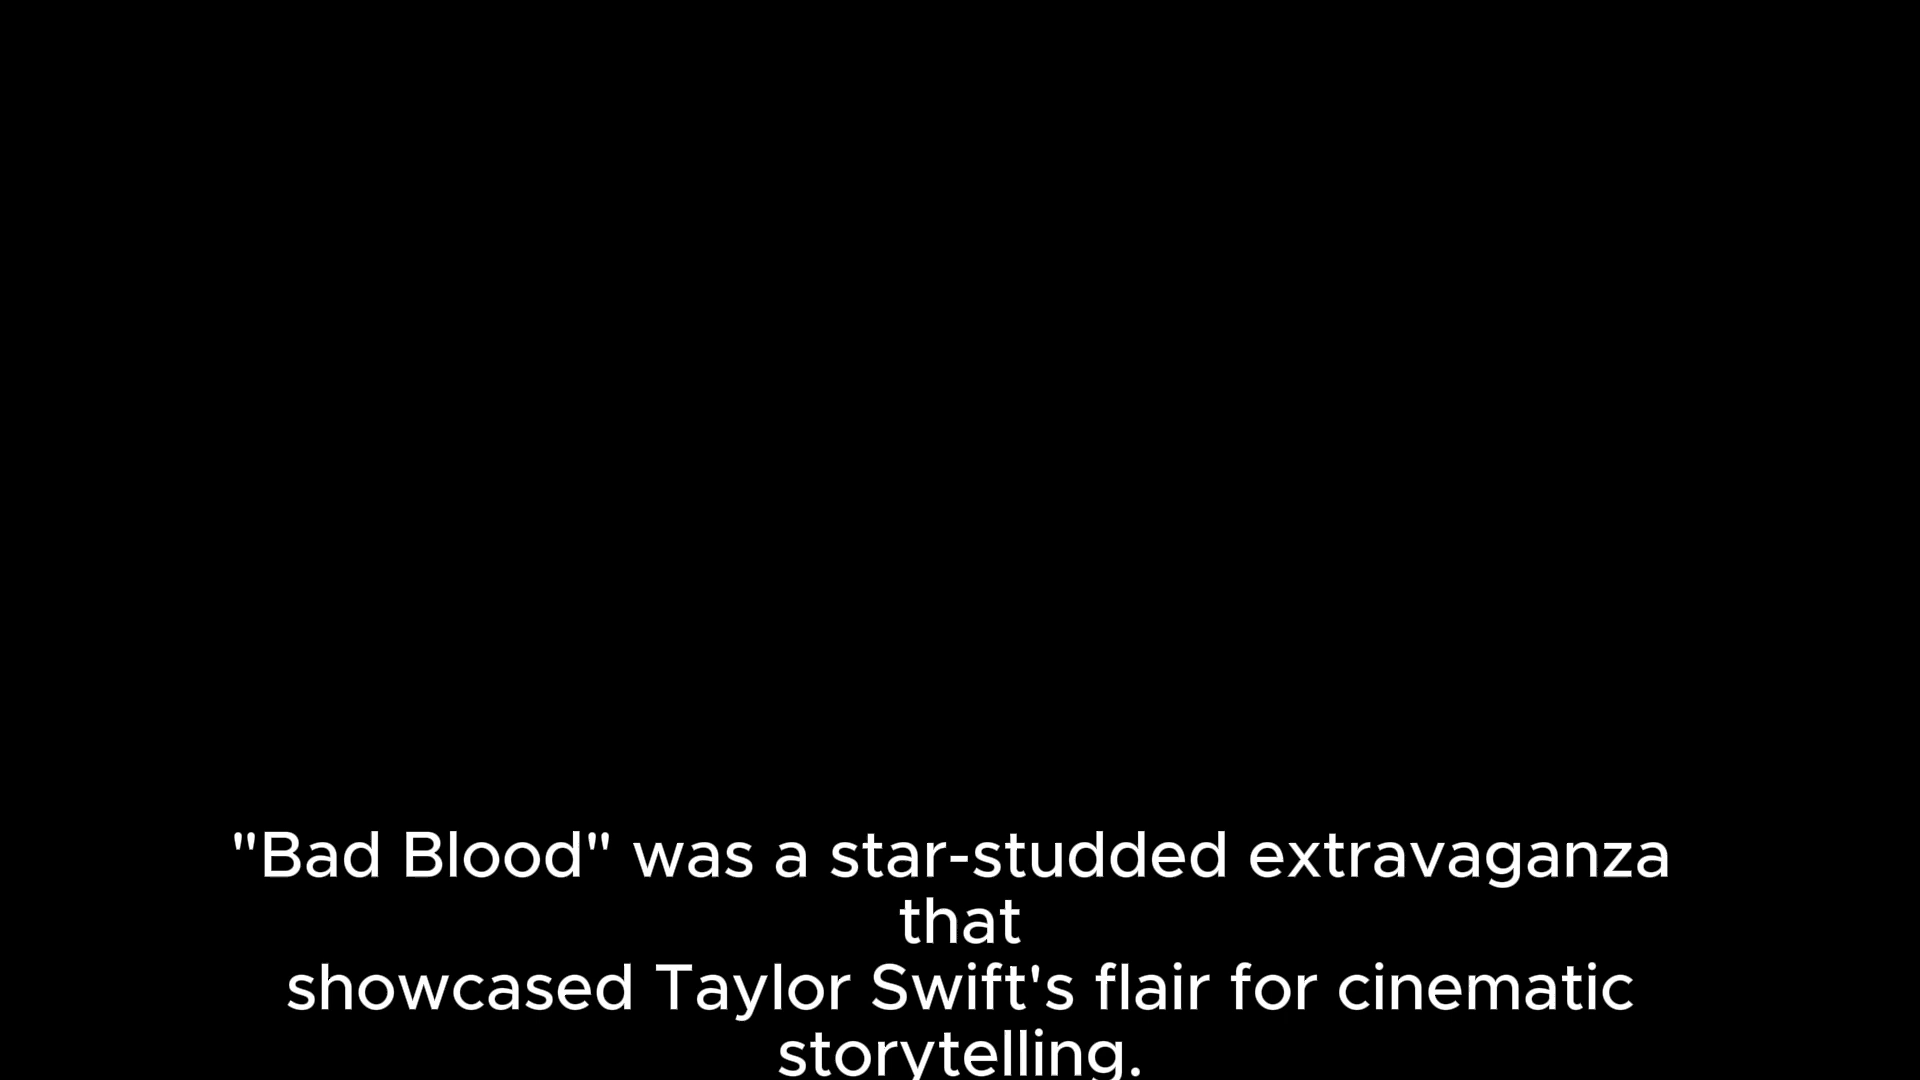 "Bad Blood" was a star-studded extravaganza
that
showcased Taylor Swift's flair for cinematic
storytelling.